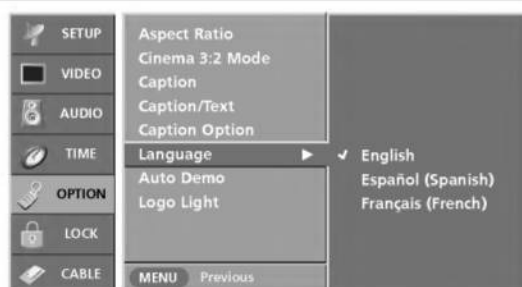 SETUP
VIDEO
AUDIO
TIME
OPTION
LOCK
CABLE
Aspect Ratio
Cinema 3:2 Mode
Caption
Caption/Text
Caption Option
Language ▶
Auto Demo
Logo Light
✔ English
Español (Spanish)
Français (French)
MENU Previous